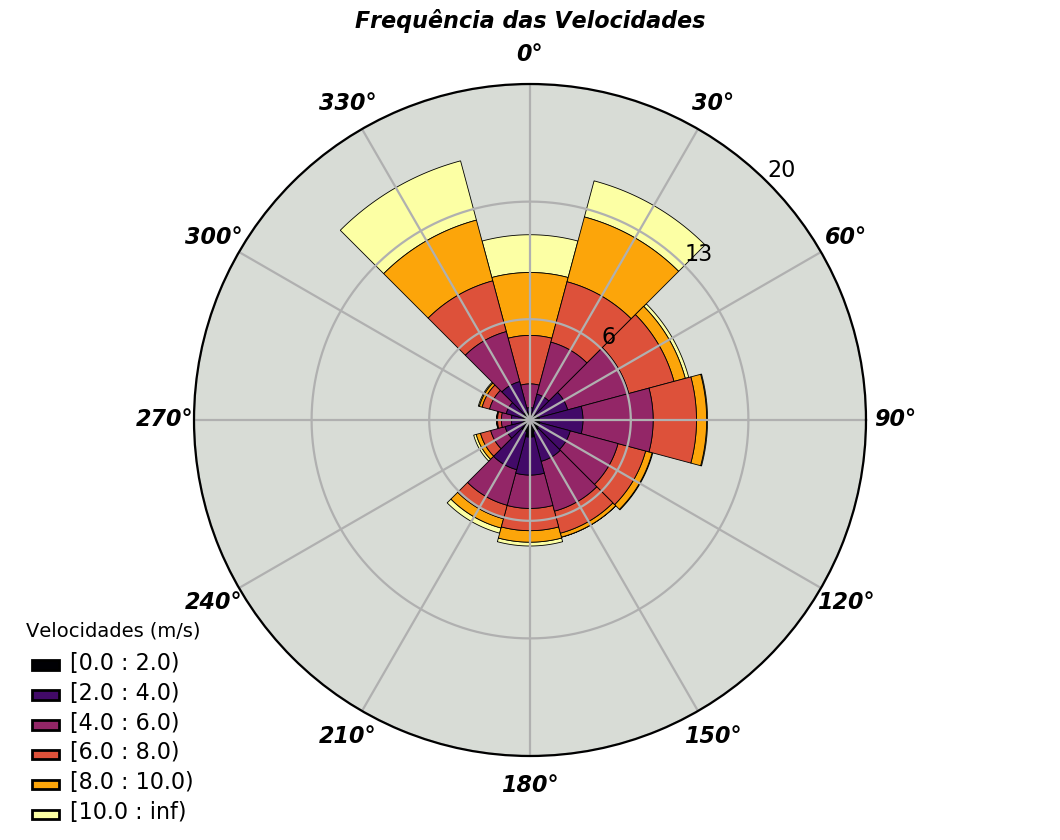 Frequência das Velocidades
0°
330°
30°
20
300°
60°
13
6
270°
90°
240°
120°
210°
150°
180°
Velocidades (m/s)
[0.0 : 2.0)
[2.0 : 4.0)
[4.0 : 6.0)
[6.0 : 8.0)
[8.0 : 10.0)
[10.0 : inf)